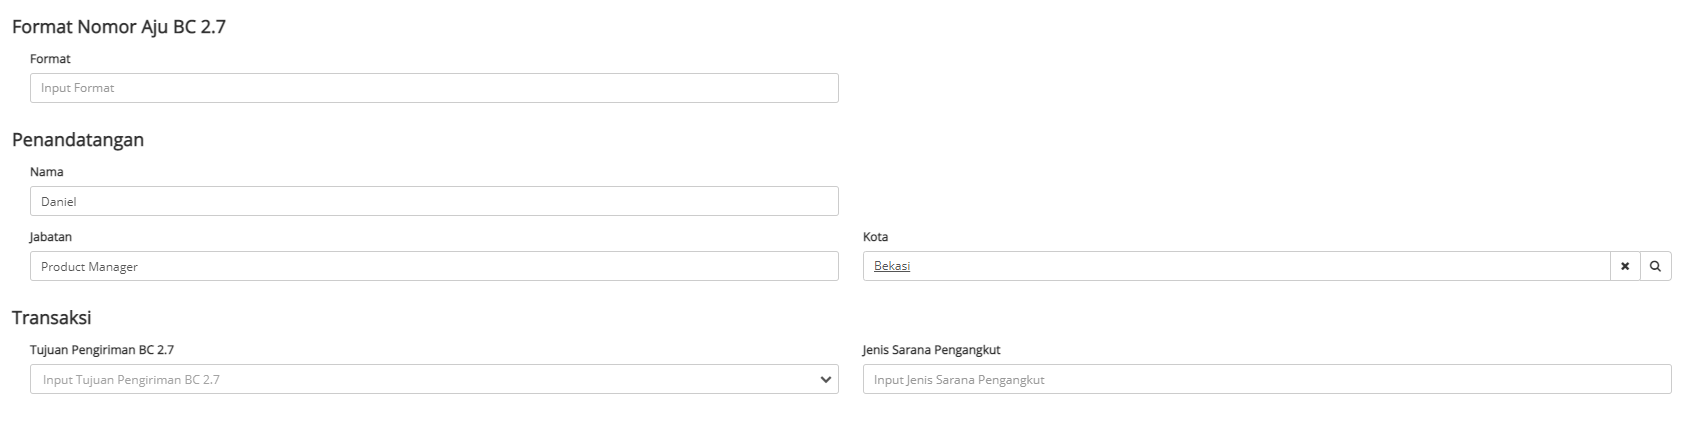 Format Nomor Aju BC 2.7
Format
Input Format
Penandatangan
Nama
Daniel
Jabatan
Kota
Product Manager
Bekasi
Transaksi
Tujuan Pengiriman BC 2.7
Jenis Sarana Pengangkut
Input Tujuan Pengiriman BC 2.7
Input Jenis Sarana Pengangkut